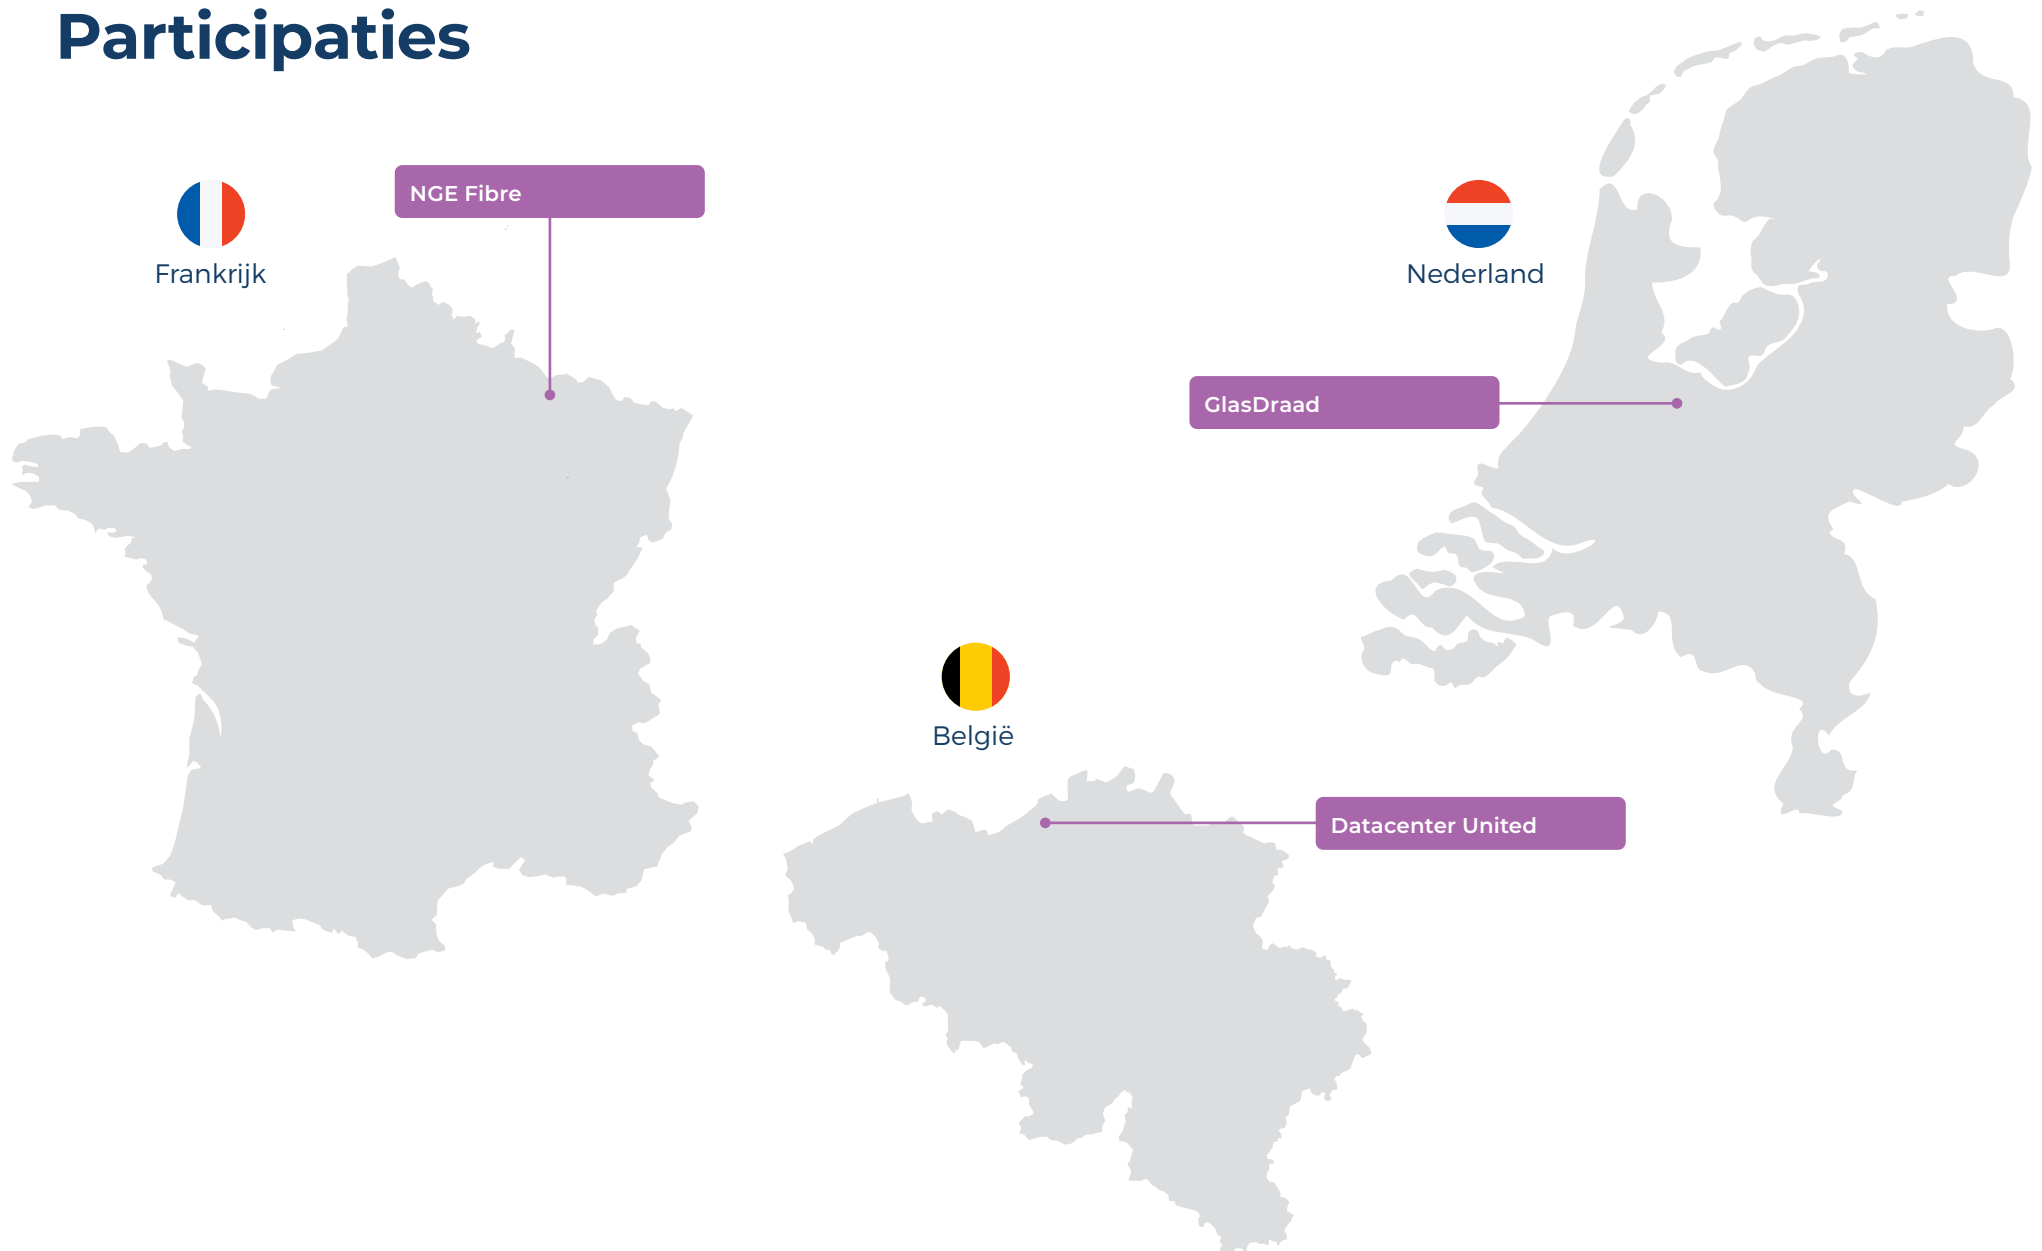 Participaties
NGE Fibre
Frankrijk
Nederland
GlasDraad
België
Datacenter United